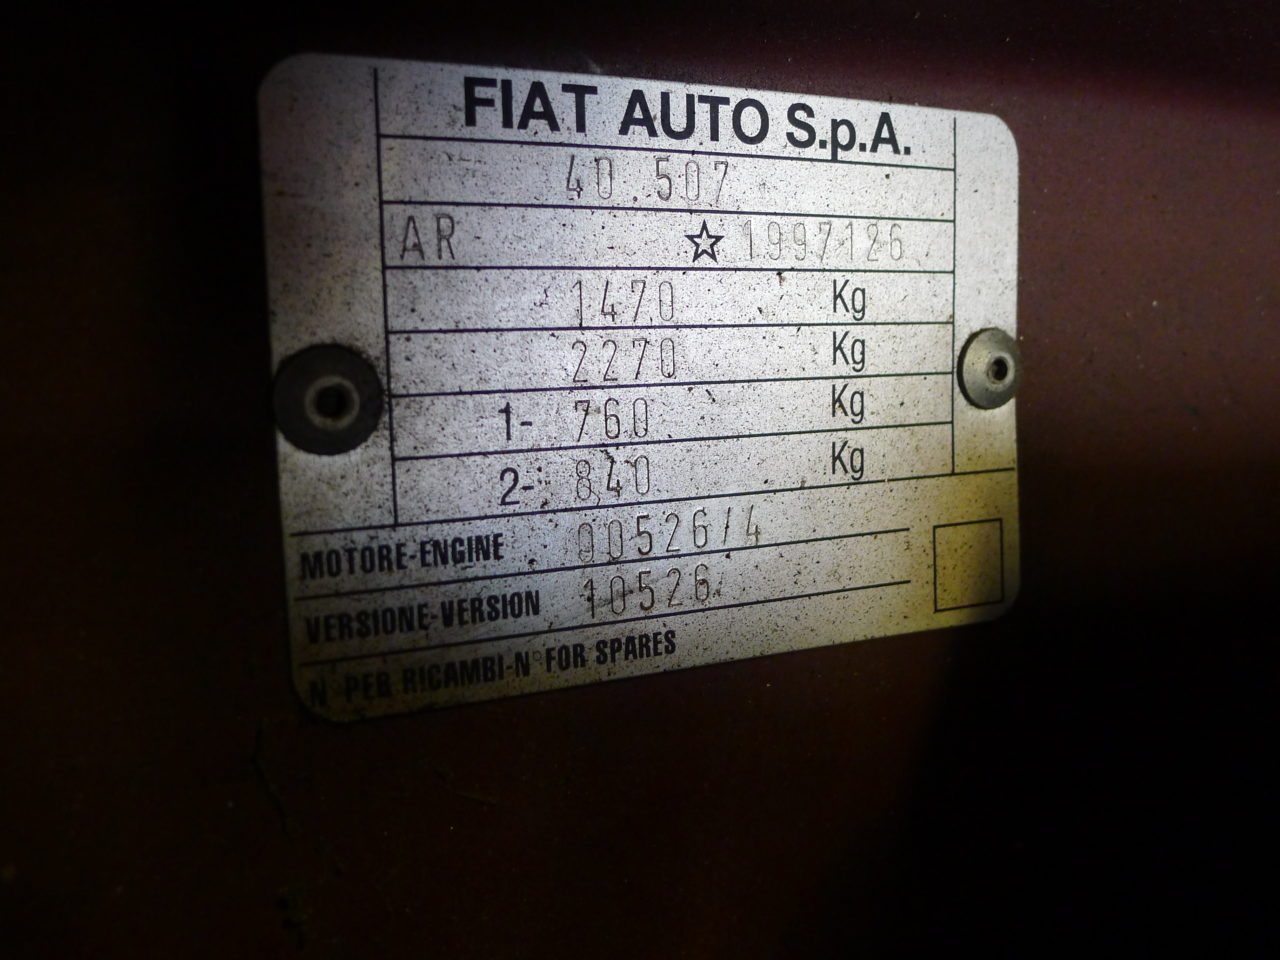 FIAT AUTO S.p.A.
40.507
AR ☆ 1997126
1470 Kg
2270 Kg
1- 760 Kg
2- 840 Kg
MOTORE-ENGINE 00526/4
VERSIONE-VERSION 10526
N° PER RICAMBI-N° FOR SPARES